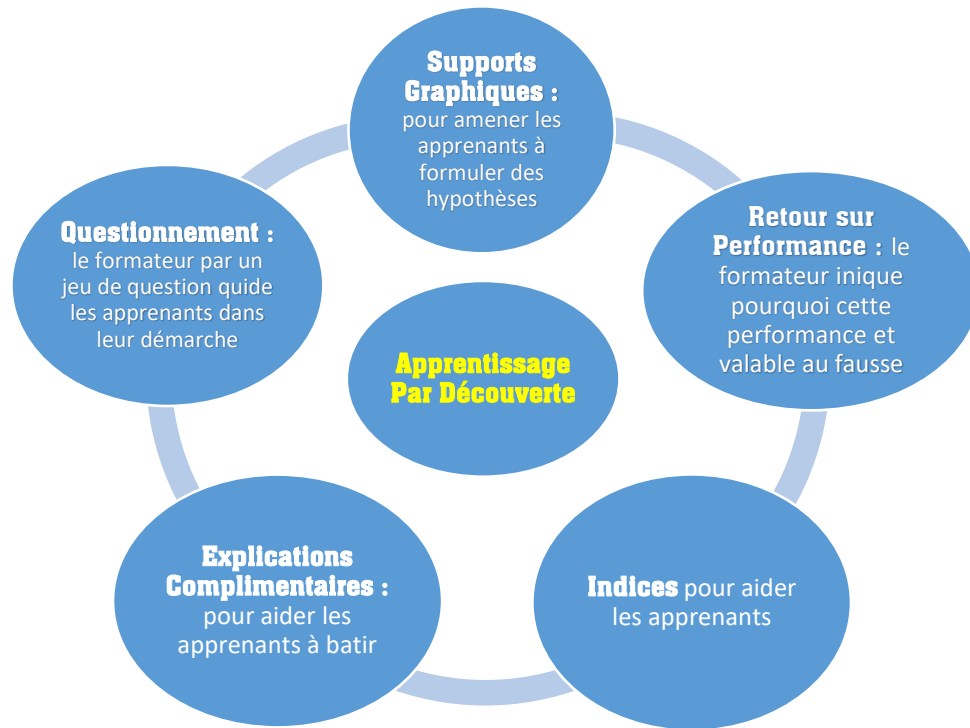 Supports
Graphiques :
pour amener les
apprenants à
formuler des
hypothèses
Retour sur
Performance : le
formateur inique
pourquoi cette
performance et
valable au fausse
Indices pour aider
les apprenants
Explications
Complimentaires :
pour aider les
apprenants à batir
Questionnement :
le formateur par un
jeu de question quide
les apprenants dans
leur démarche
Apprentissage
Par Découverte